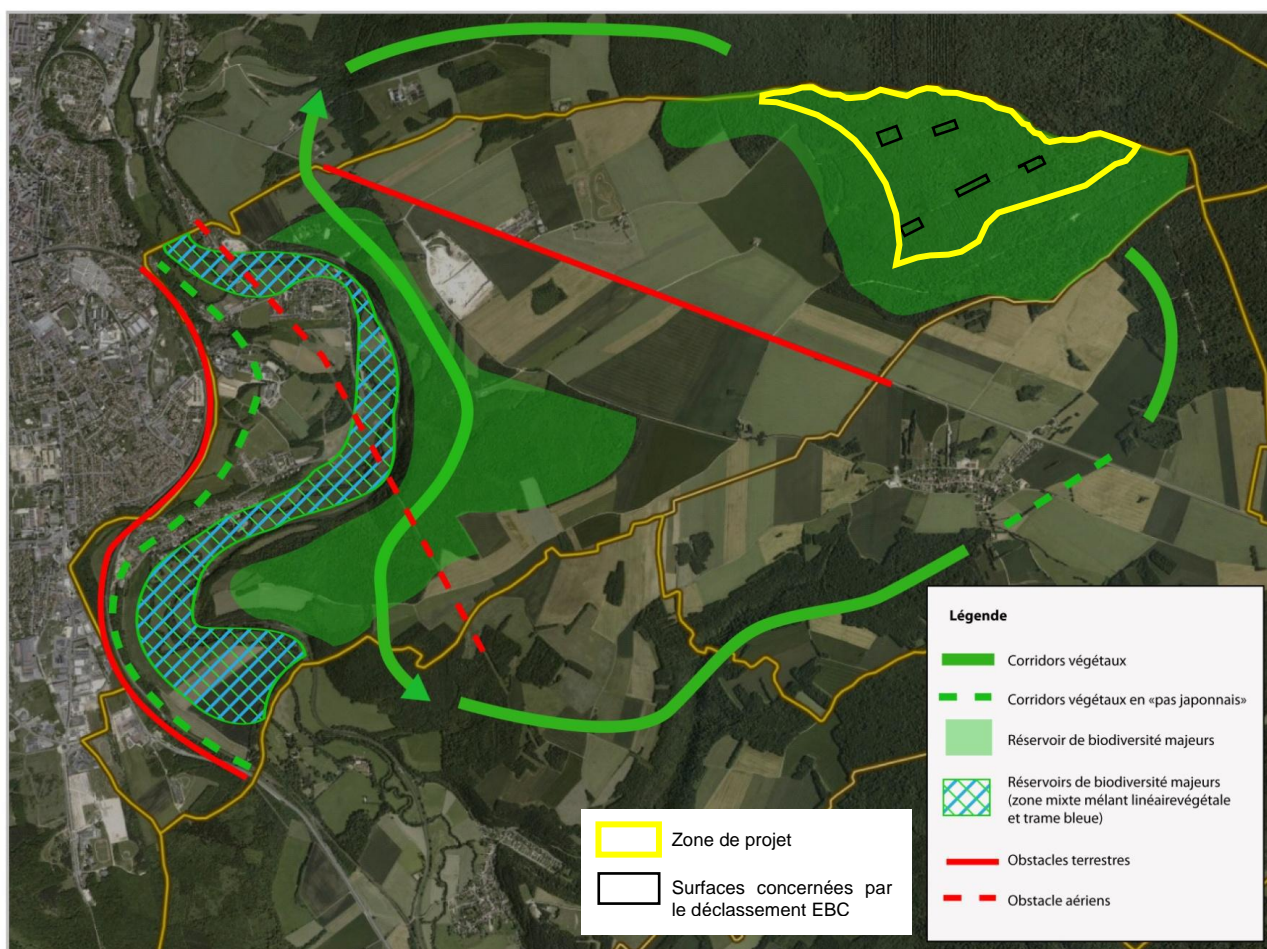 Légende
Corridors végétaux
Corridors végétaux en «pas japonnais»
Réservoir de biodiversité majeurs
Réservoirs de biodiversité majeurs
(zone mixte mélant linéairevégétale
et trame bleue)
Obstacles terrestres
Obstacle aériens
Zone de projet
Surfaces concernées par
le déclassement EBC